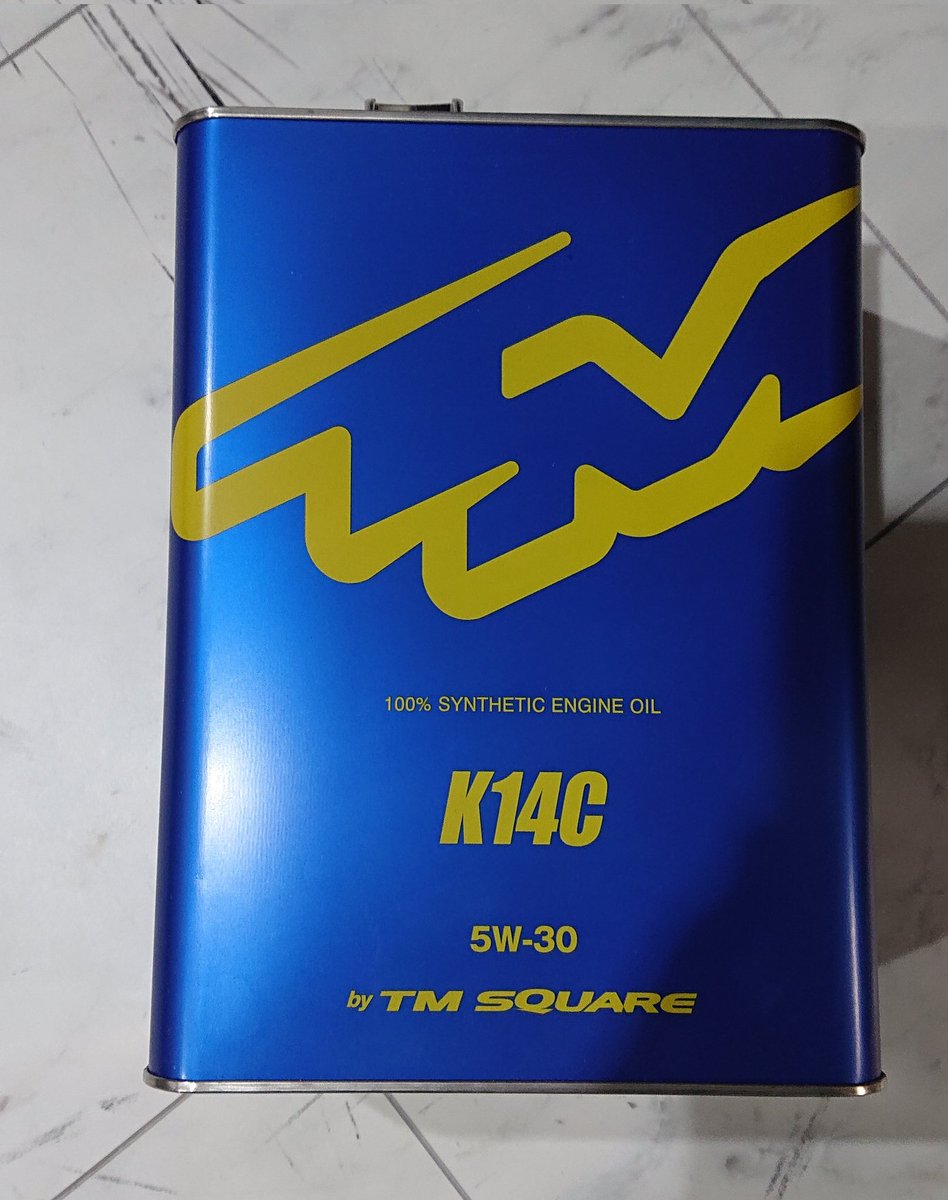 100% SYNTHETIC ENGINE OIL
K14C
5W-30
by TM SQUARE